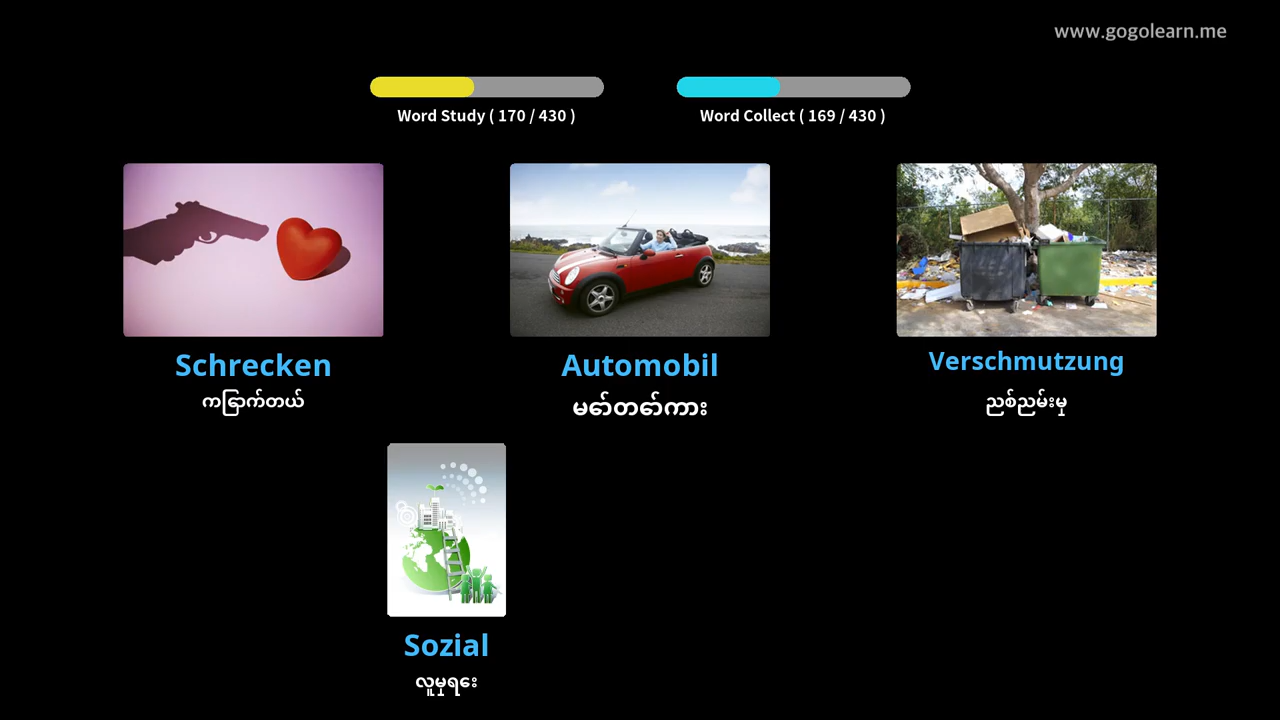 www.gogolearn.me
Word Study ( 170 / 430 )
Word Collect ( 169 / 430 )
Schrecken
ကြောက်တယ်
Automobil
မော်တော်ကား
Verschmutzung
ညစ်ညမ်းမှု
Sozial
လူမှုရေး